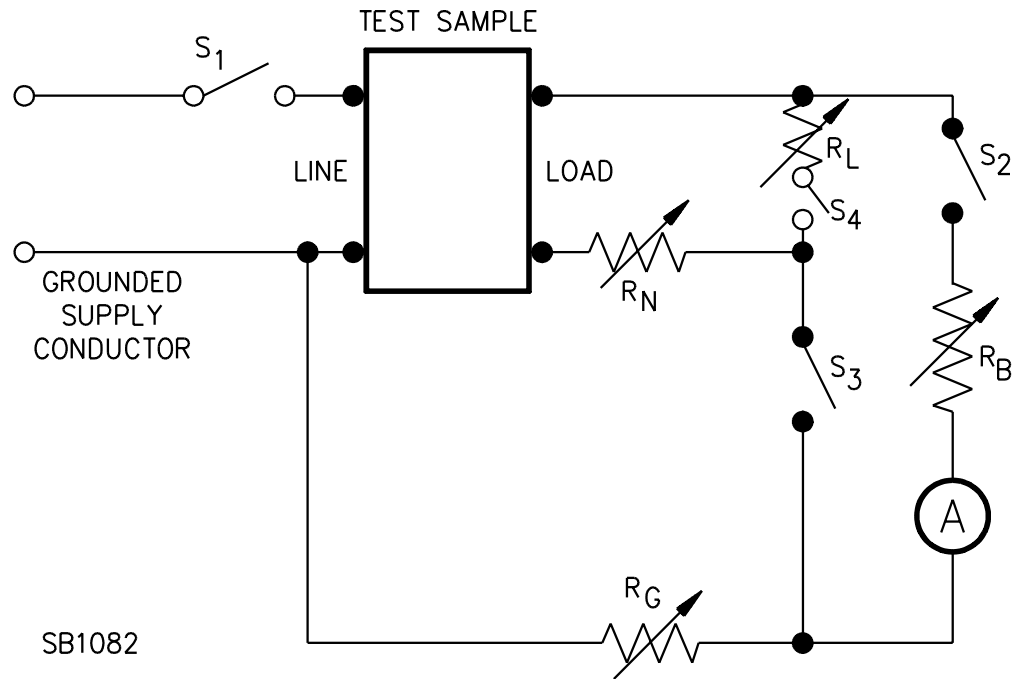 TEST SAMPLE
S1
LINE
LOAD
RL
S2
S4
RN
GROUNDED
SUPPLY
CONDUCTOR
S3
RB
A
RG
SB1082